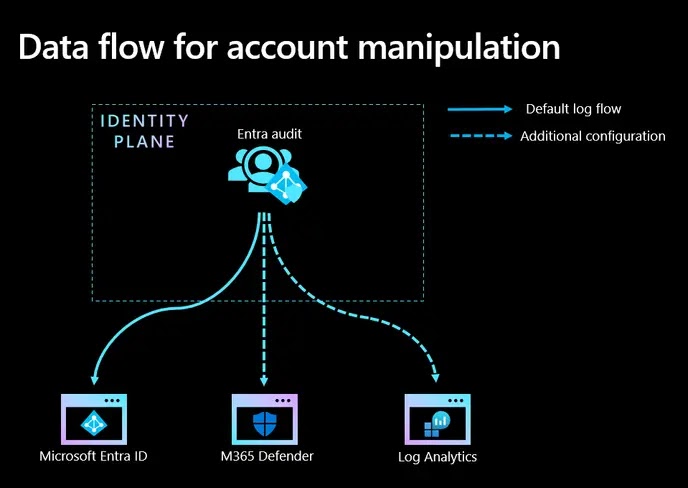 Data flow for account manipulation
IDENTITY
PLANE
Entra audit
Default log flow
Additional configuration
Microsoft Entra ID
M365 Defender
Log Analytics